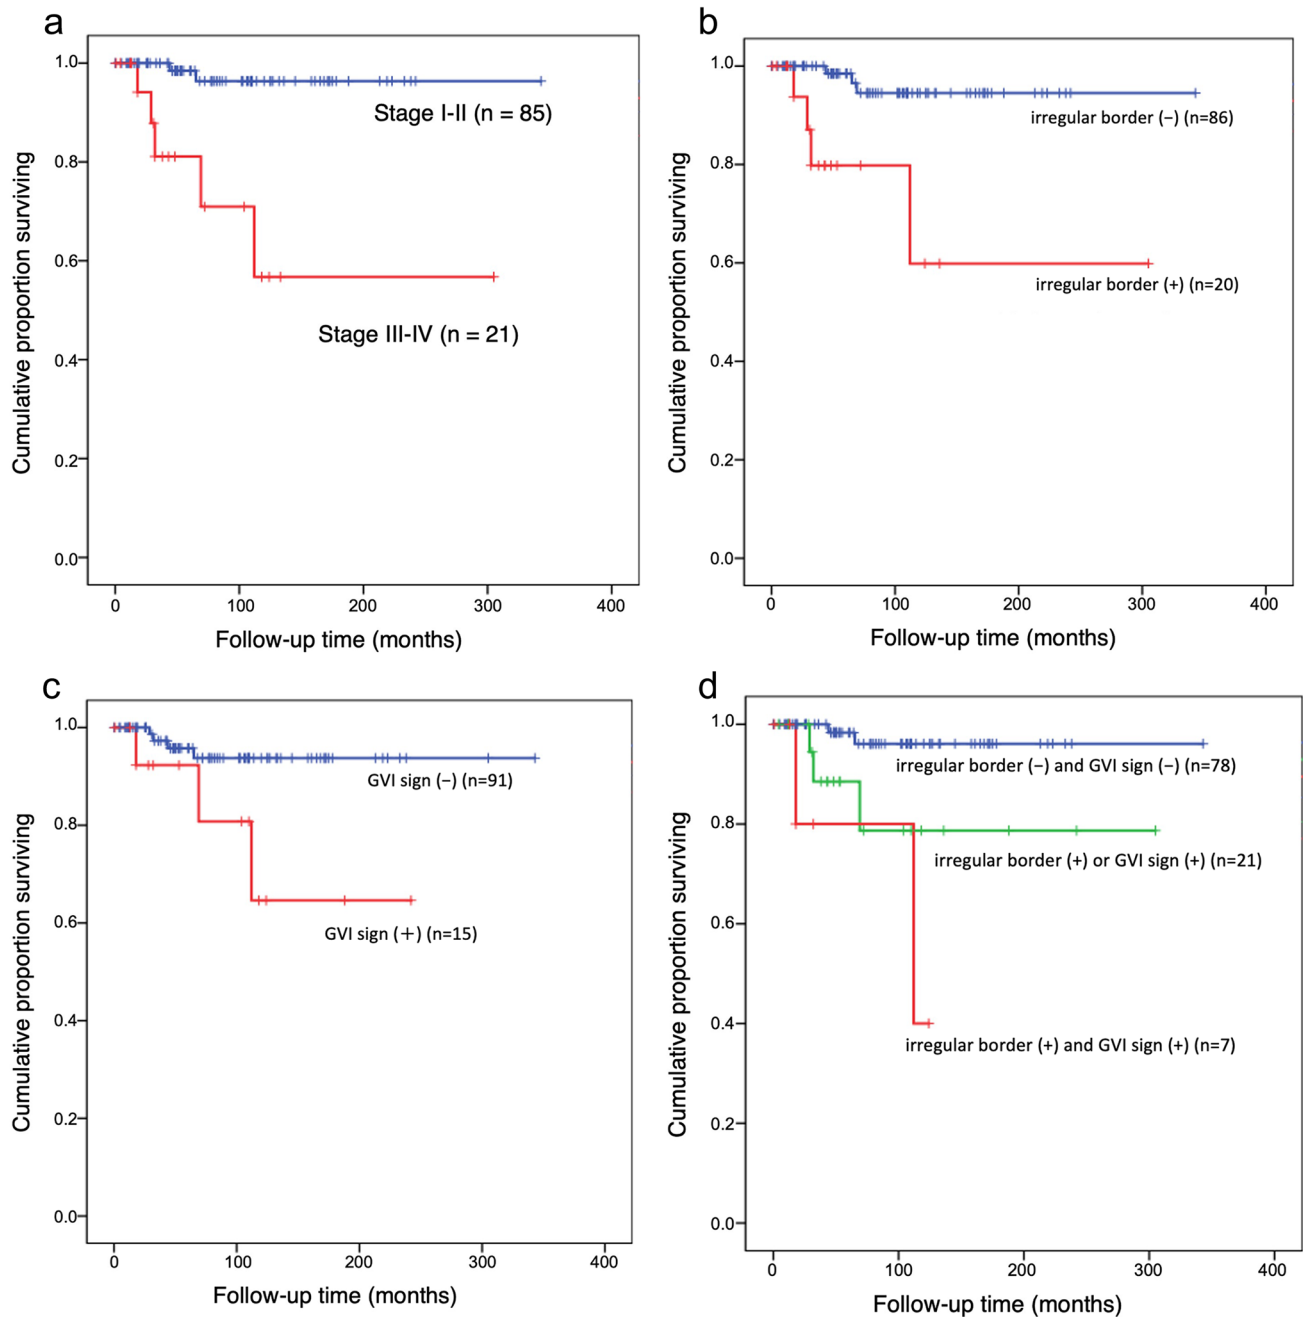 a
1.0
0.8
0.6
0.4
0.2
0.0
Cumulative proportion surviving
Stage I-II (n = 85)
Stage III-IV (n = 21)
0 100 200 300 400
Follow-up time (months)
b
1.0
0.8
0.6
0.4
0.2
0.0
Cumulative proportion surviving
irregular border (−) (n=86)
irregular border (+) (n=20)
0 100 200 300 400
Follow-up time (months)
c
1.0
0.8
0.6
0.4
0.2
0.0
Cumulative proportion surviving
GVI sign (−) (n=91)
GVI sign (+) (n=15)
0 100 200 300 400
Follow-up time (months)
d
1.0
0.8
0.6
0.4
0.2
0.0
Cumulative proportion surviving
irregular border (−) and GVI sign (−) (n=78)
irregular border (+) or GVI sign (+) (n=21)
irregular border (+) and GVI sign (+) (n=7)
0 100 200 300 400
Follow-up time (months)